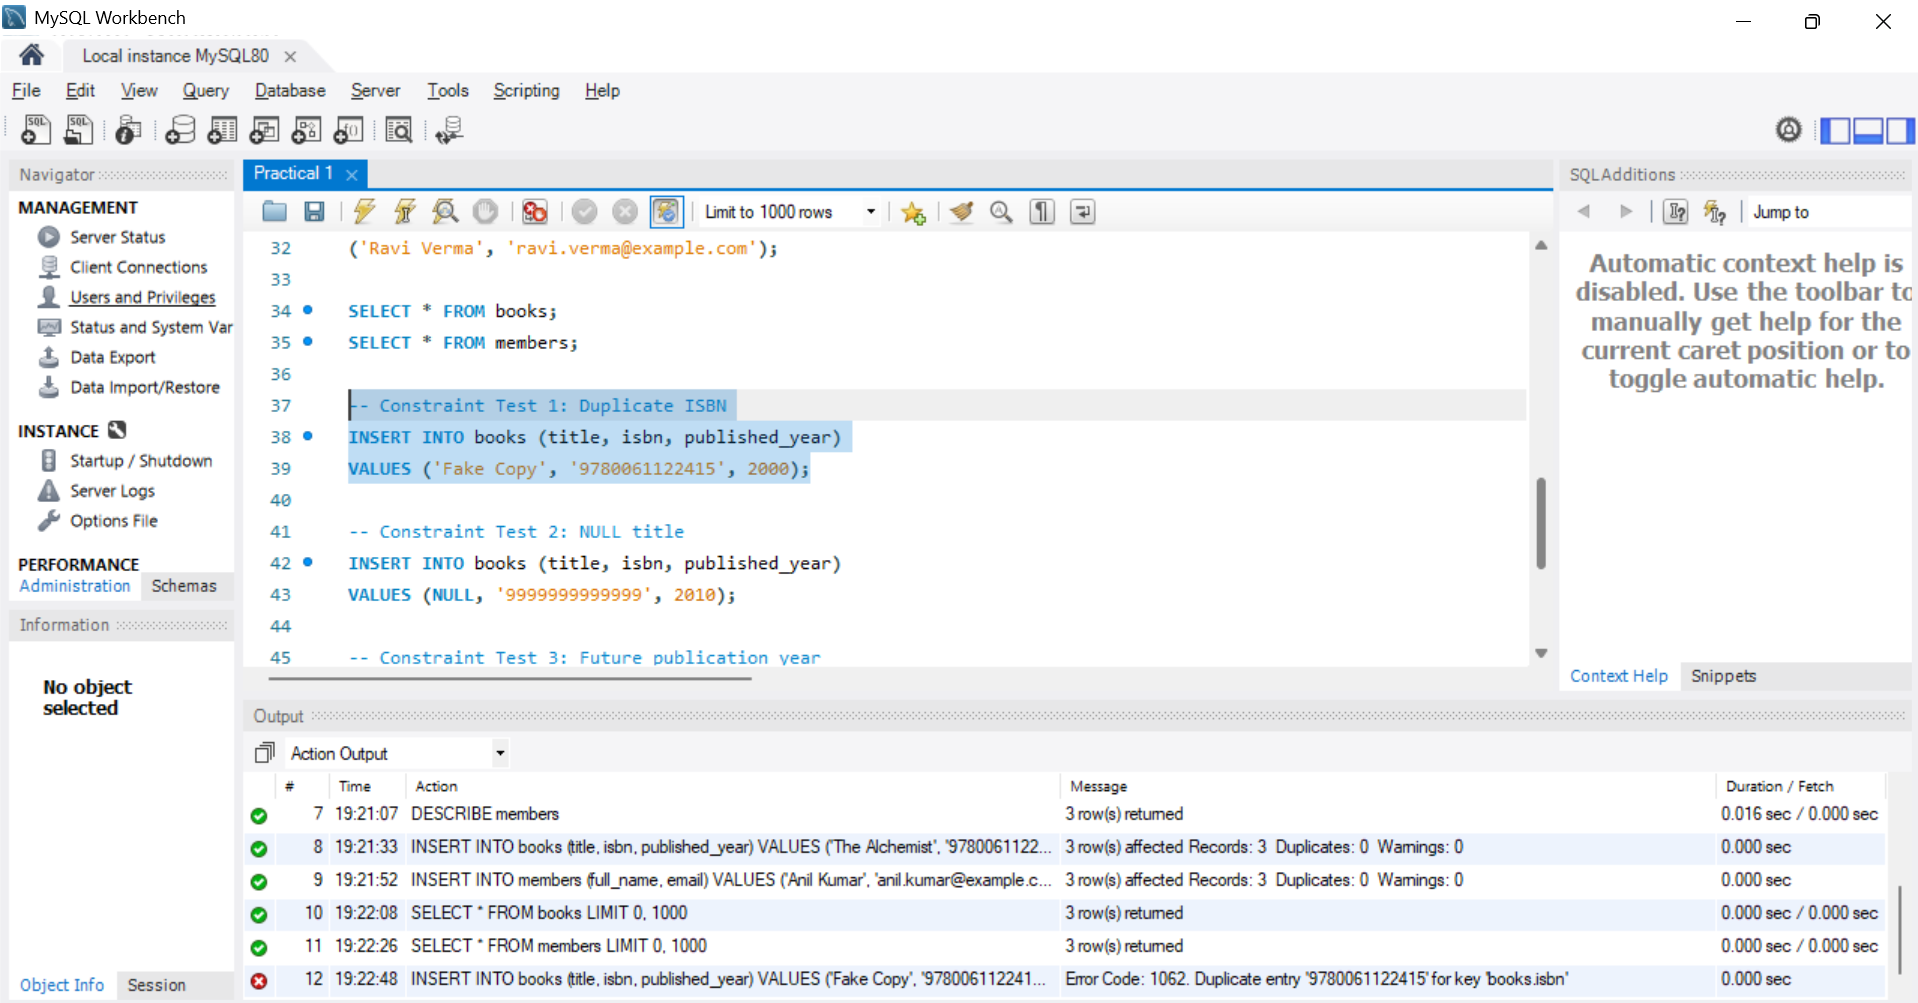 MySQL Workbench
Local instance MySQL80
File Edit View Query Database Server Tools Scripting Help
Navigator
MANAGEMENT
Server Status
Client Connections
Users and Privileges
Status and System Var
Data Export
Data Import/Restore
INSTANCE
Startup / Shutdown
Server Logs
Options File
PERFORMANCE
Administration Schemas
Information
No object
selected
Object Info Session
Practical 1
Limit to 1000 rows
32 ('Ravi Verma', 'ravi.verma@example.com');
33
34 SELECT * FROM books;
35 SELECT * FROM members;
36
37 -- Constraint Test 1: Duplicate ISBN
38 INSERT INTO books (title, isbn, published_year)
39 VALUES ('Fake Copy', '9780061122415', 2000);
40
41 -- Constraint Test 2: NULL title
42 INSERT INTO books (title, isbn, published_year)
43 VALUES (NULL, '9999999999999', 2010);
44
45 -- Constraint Test 3: Future publication year
SQLAdditions
Jump to
Automatic context help is
disabled. Use the toolbar to
manually get help for the
current caret position or to
toggle automatic help.
Context Help Snippets
Output
Action Output
# Time Action Message Duration / Fetch
7 19:21:07 DESCRIBE members 3 row(s) returned 0.016 sec / 0.000 sec
8 19:21:33 INSERT INTO books (title, isbn, published_year) VALUES ('The Alchemist', '9780061122... 3 row(s) affected Records: 3 Duplicates: 0 Warnings: 0 0.000 sec
9 19:21:52 INSERT INTO members (full_name, email) VALUES ('Anil Kumar', 'anil.kumar@example.c... 3 row(s) affected Records: 3 Duplicates: 0 Warnings: 0 0.000 sec
10 19:22:08 SELECT * FROM books LIMIT 0, 1000 3 row(s) returned 0.000 sec / 0.000 sec
11 19:22:26 SELECT * FROM members LIMIT 0, 1000 3 row(s) returned 0.000 sec / 0.000 sec
12 19:22:48 INSERT INTO books (title, isbn, published_year) VALUES ('Fake Copy', '978006112241... Error Code: 1062. Duplicate entry '9780061122415' for key 'books.isbn' 0.000 sec